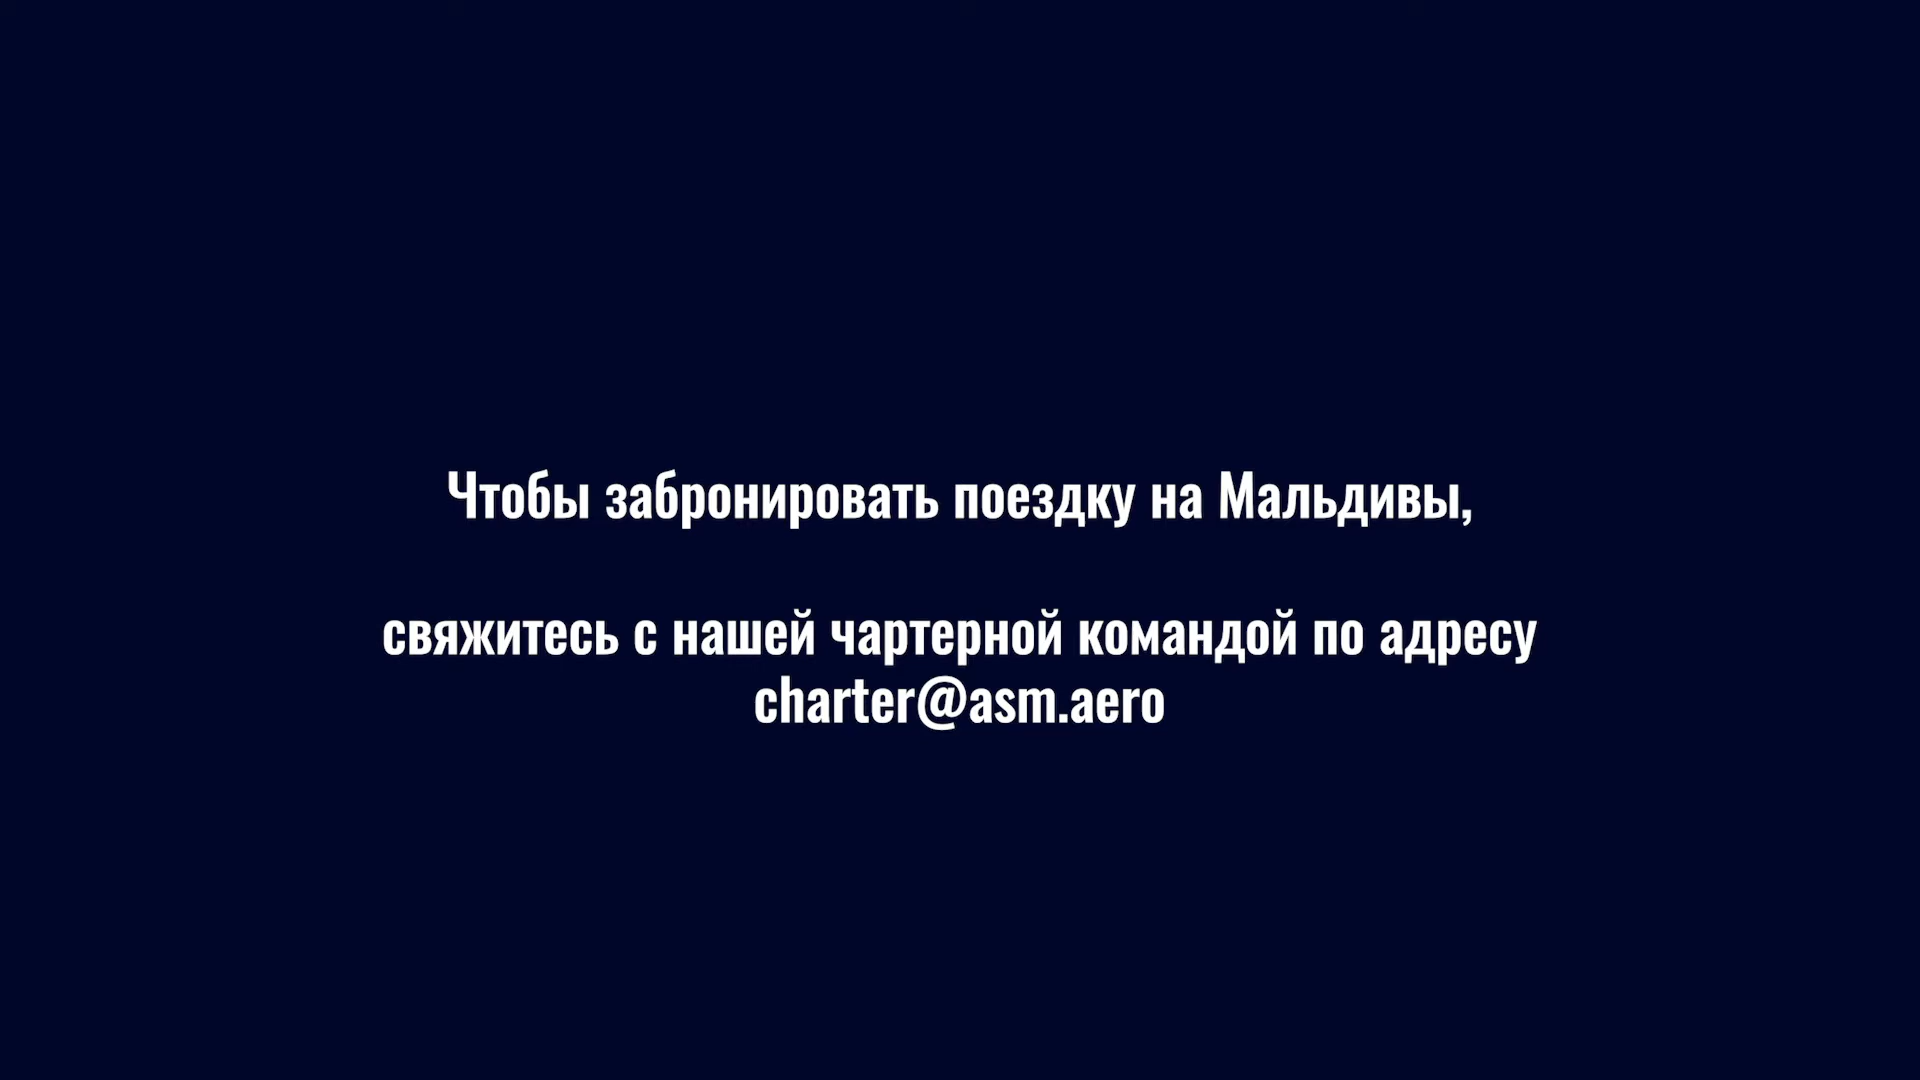 Чтобы забронировать поездку на Мальдивы,
свяжитесь с нашей чартерной командой по адресу
charter@asm.aero